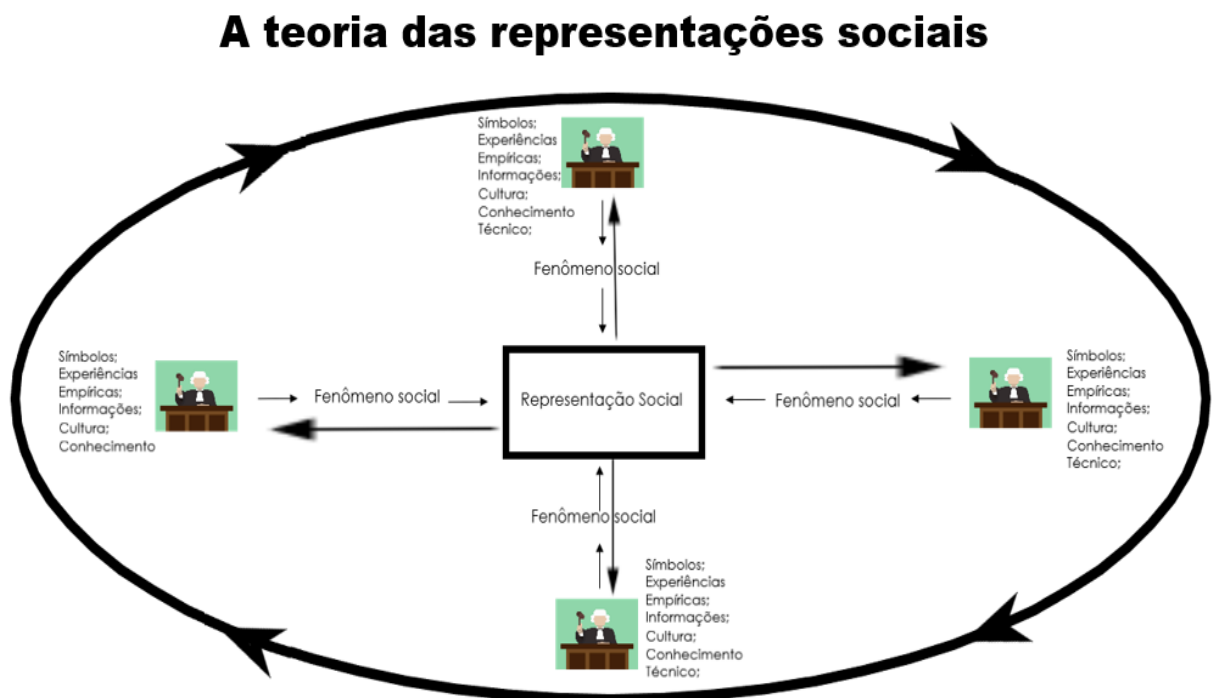 A teoria das representações sociais
Símbolos;
Experiências
Empíricas;
Informações;
Cultura;
Conhecimento
Técnico;
Fenômeno social
Símbolos;
Experiências
Empíricas;
Informações;
Cultura;
Conhecimento
Fenômeno social
Representação Social
Fenômeno social
Símbolos;
Experiências
Empíricas;
Informações;
Cultura;
Conhecimento
Técnico;
Fenômeno social
Símbolos;
Experiências
Empíricas;
Informações;
Cultura;
Conhecimento
Técnico;